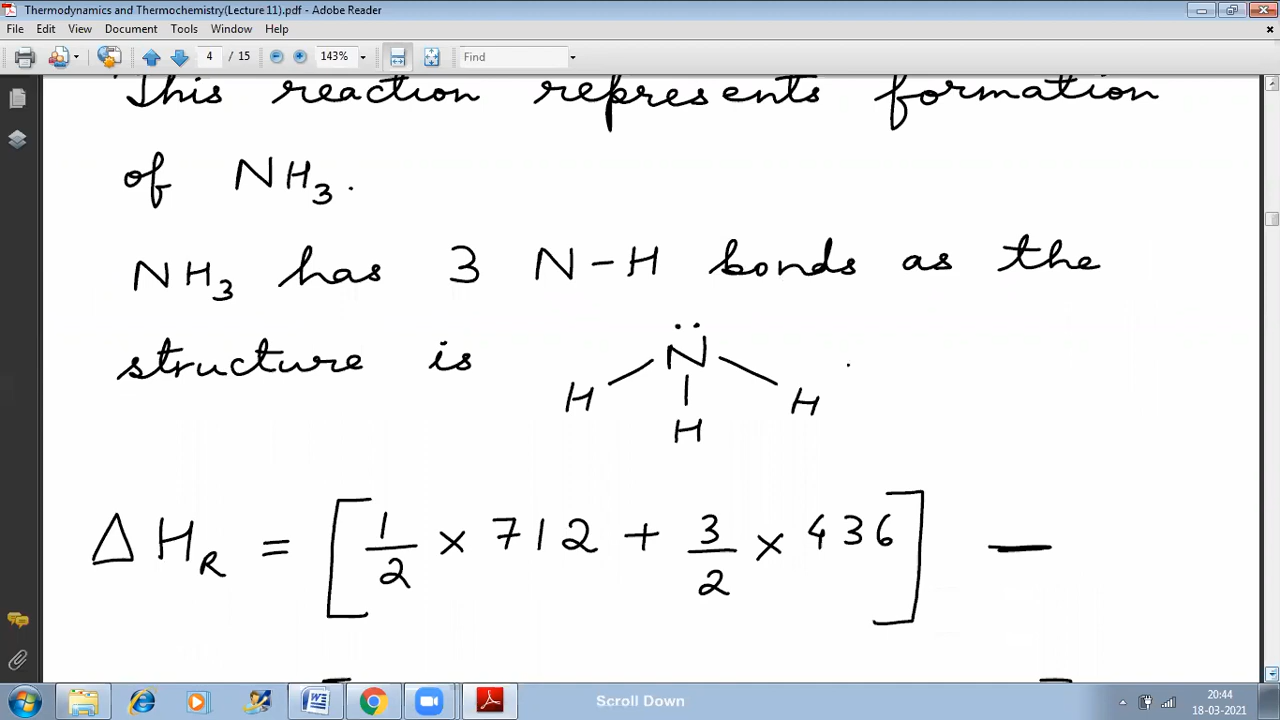 Thermodynamics and Thermochemistry(Lecture 11).pdf - Adobe Reader
File Edit View Document Tools Window Help
4 / 15 143% Find
This reaction represents formation
of NH₃.
NH₃ has 3 N-H bonds as the
structure is
N
H H
H
ΔH_R = [1/2 × 712 + 3/2 × 436] −
Scroll Down
20:44
18-03-2021